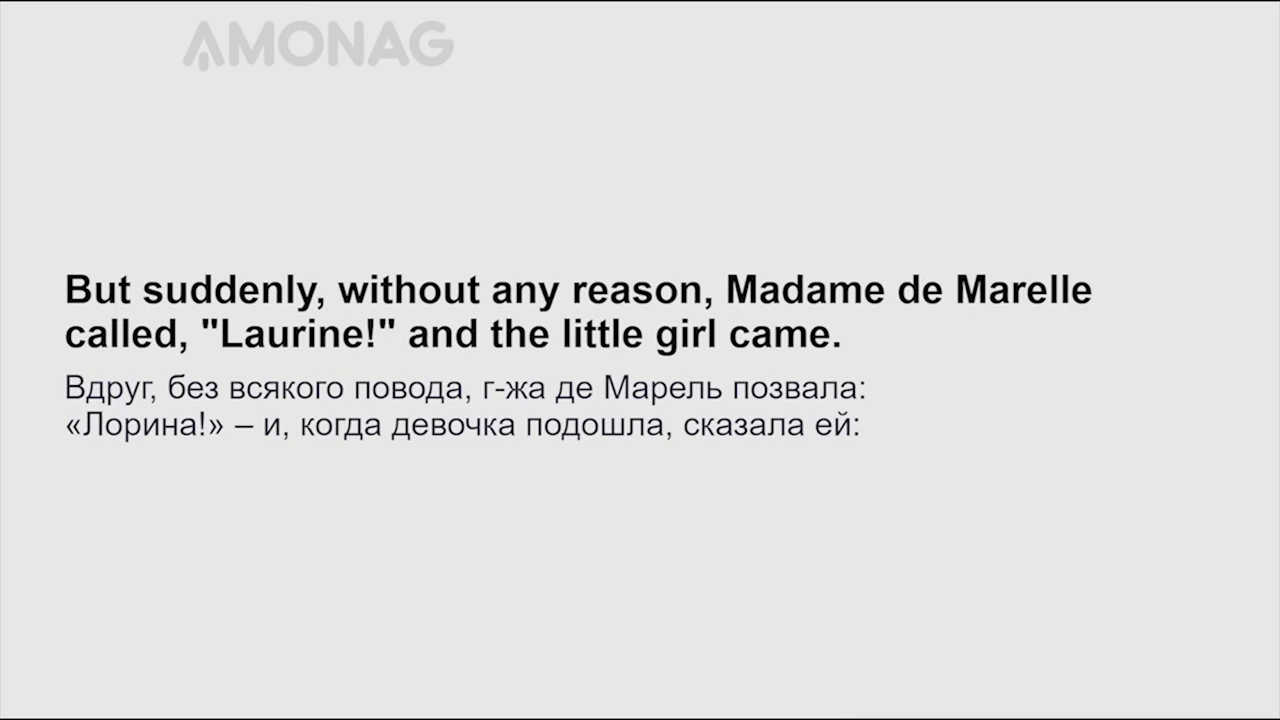 AMONAG
But suddenly, without any reason, Madame de Marelle
called, "Laurine!" and the little girl came.
Вдруг, без всякого повода, г-жа де Марель позвала:
«Лорина!» – и, когда девочка подошла, сказала ей: